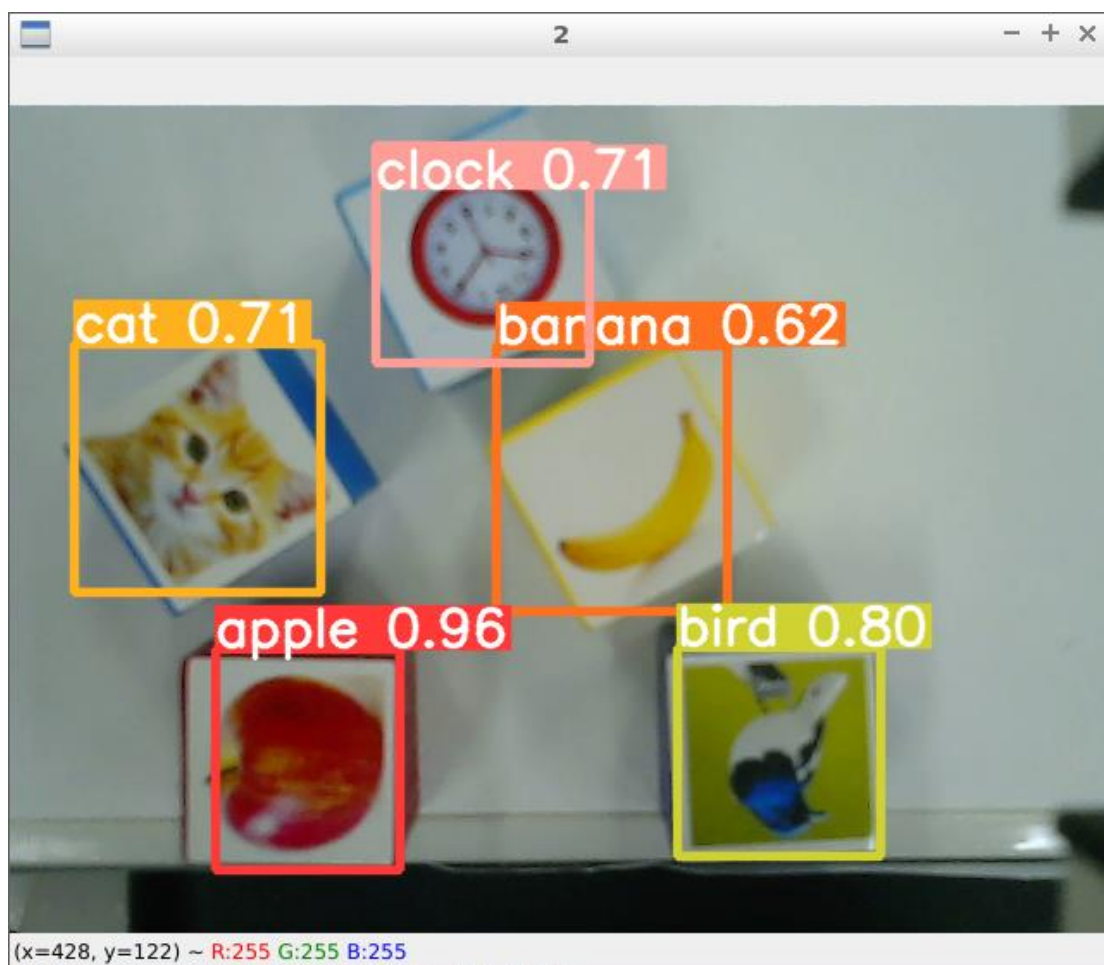 2
clock 0.71
cat 0.71
banana 0.62
apple 0.96
bird 0.80
(x=428, y=122) ~ R:255 G:255 B:255